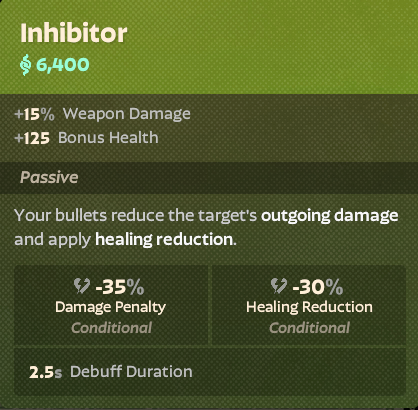 Inhibitor
6,400
+15% Weapon Damage
+125 Bonus Health
Passive
Your bullets reduce the target's outgoing damage
and apply healing reduction.
-35%
Damage Penalty
Conditional
-30%
Healing Reduction
Conditional
2.5s Debuff Duration